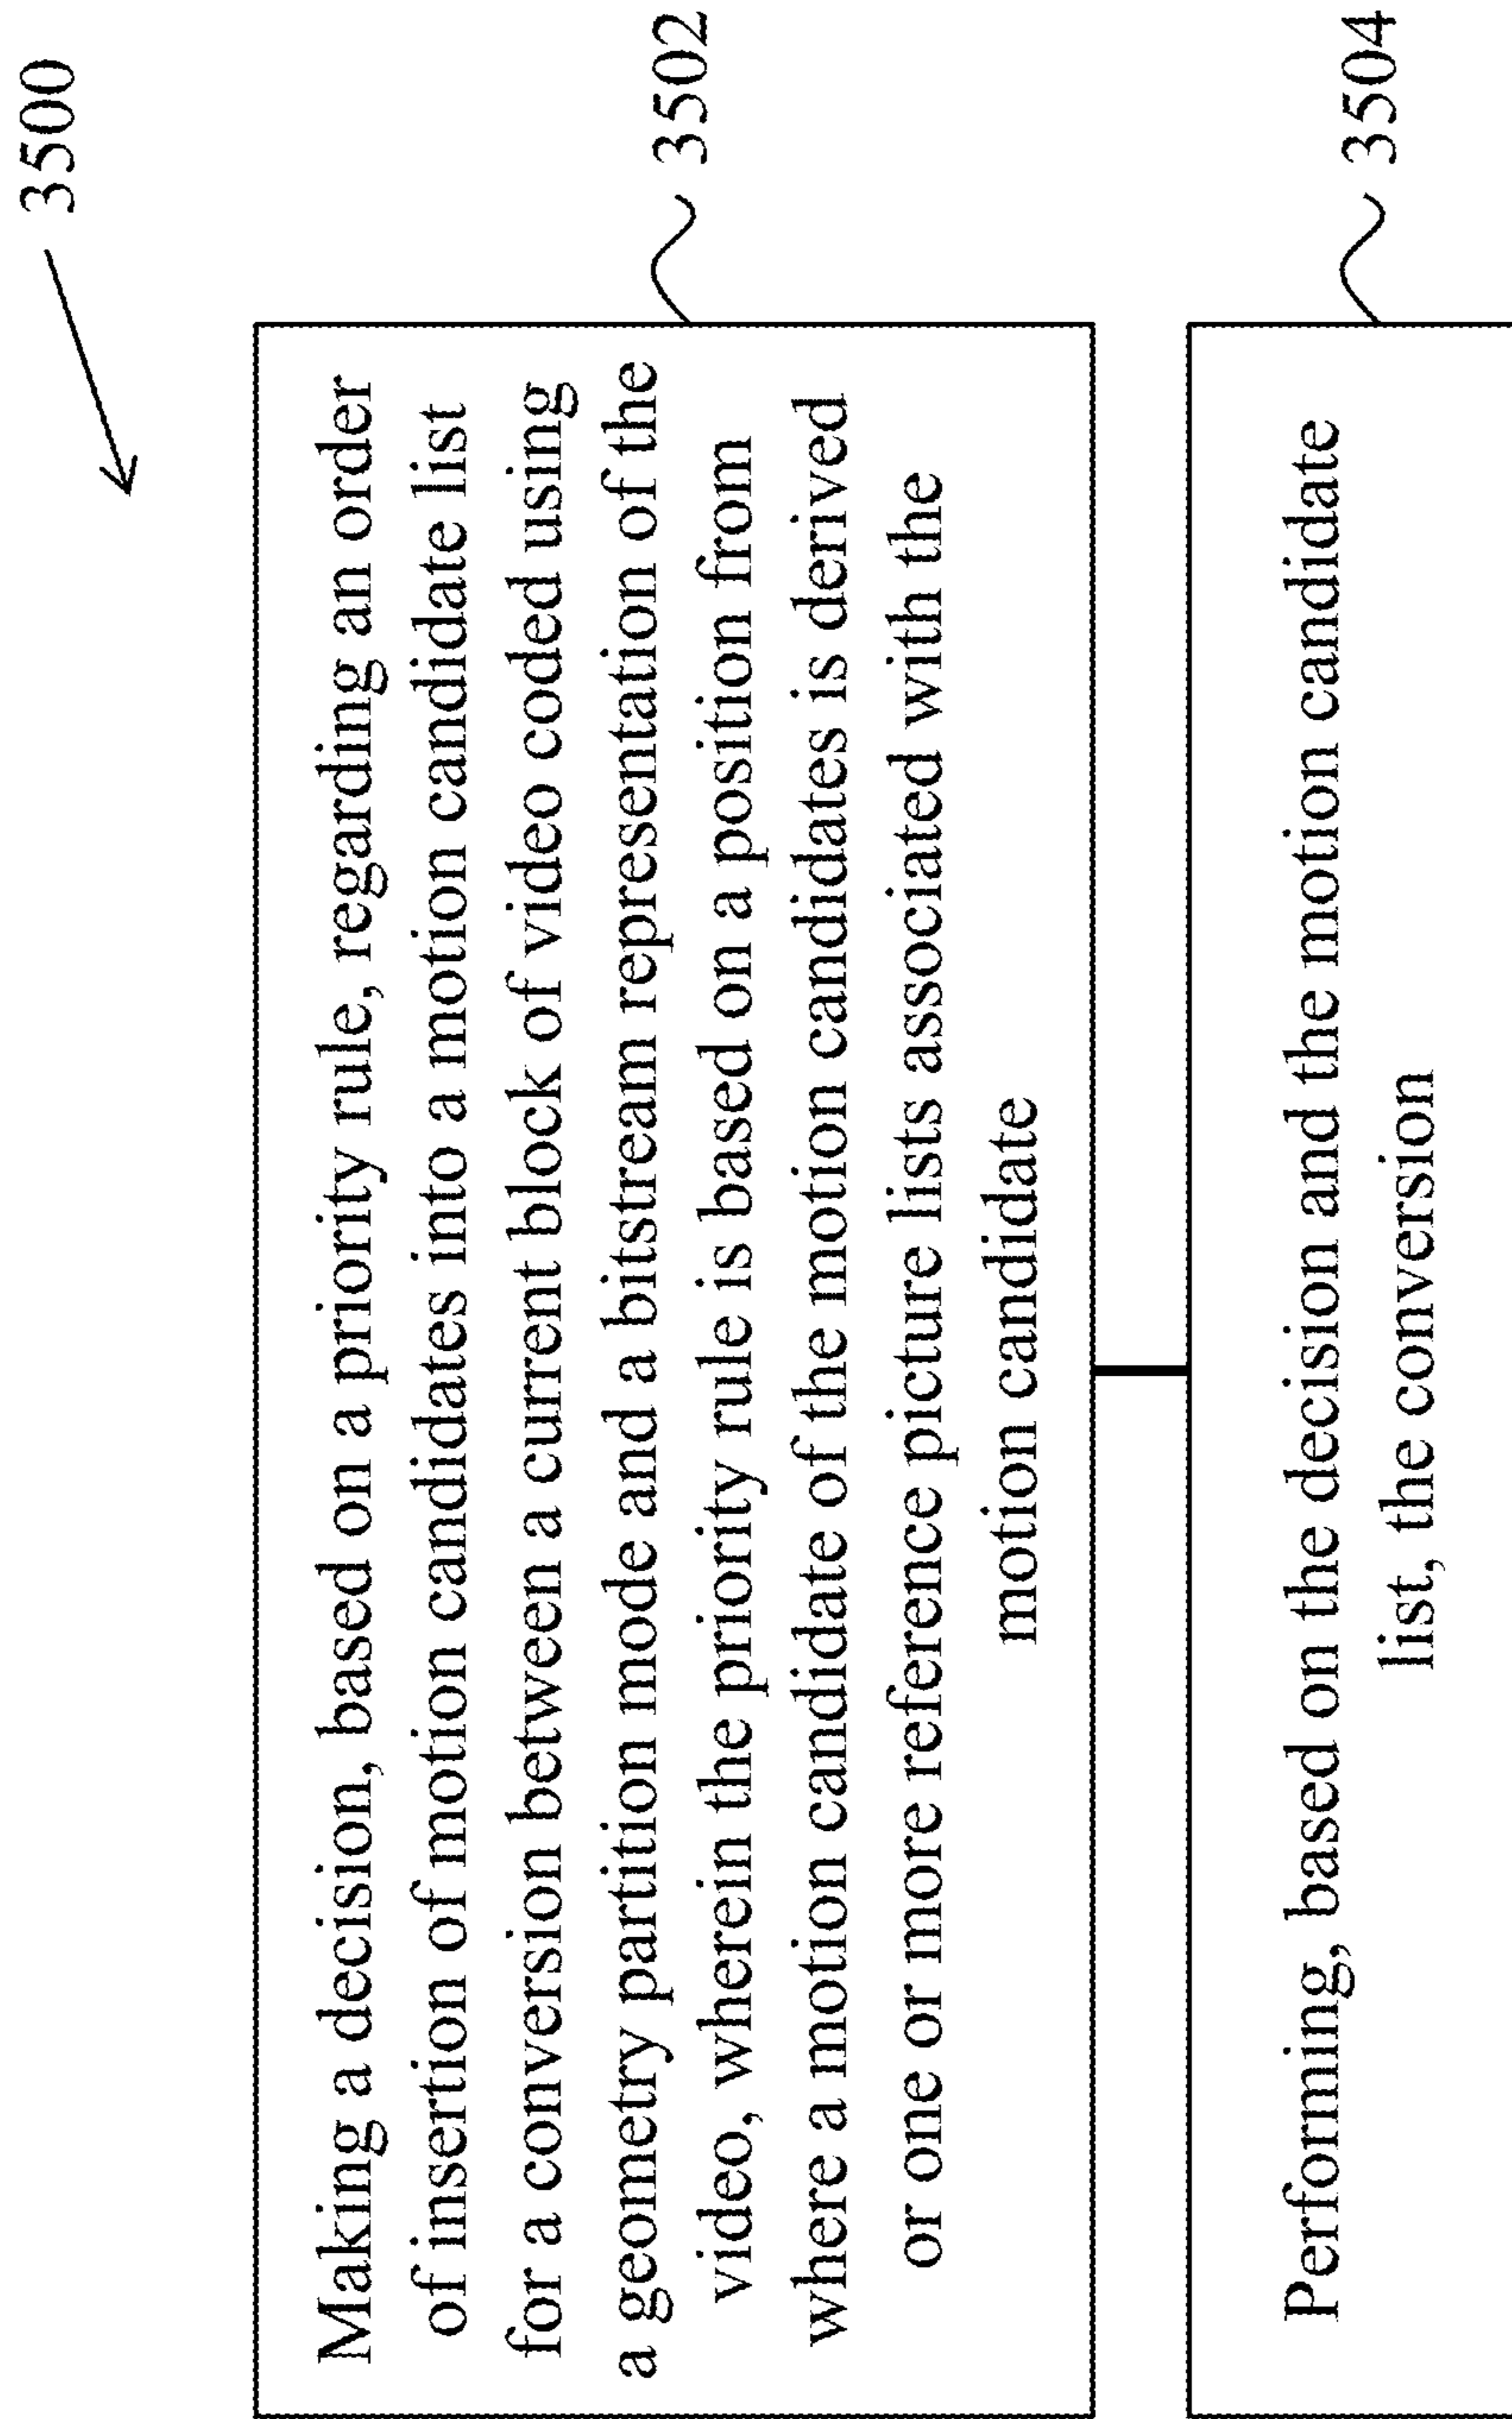 3500
Making a decision, based on a priority rule, regarding an order
of insertion of motion candidates into a motion candidate list
for a conversion between a current block of video coded using
a geometry partition mode and a bitstream representation of the
video, wherein the priority rule is based on a position from
where a motion candidate of the motion candidates is derived
or one or more reference picture lists associated with the
motion candidate
3502
Performing, based on the decision and the motion candidate
list, the conversion
3504